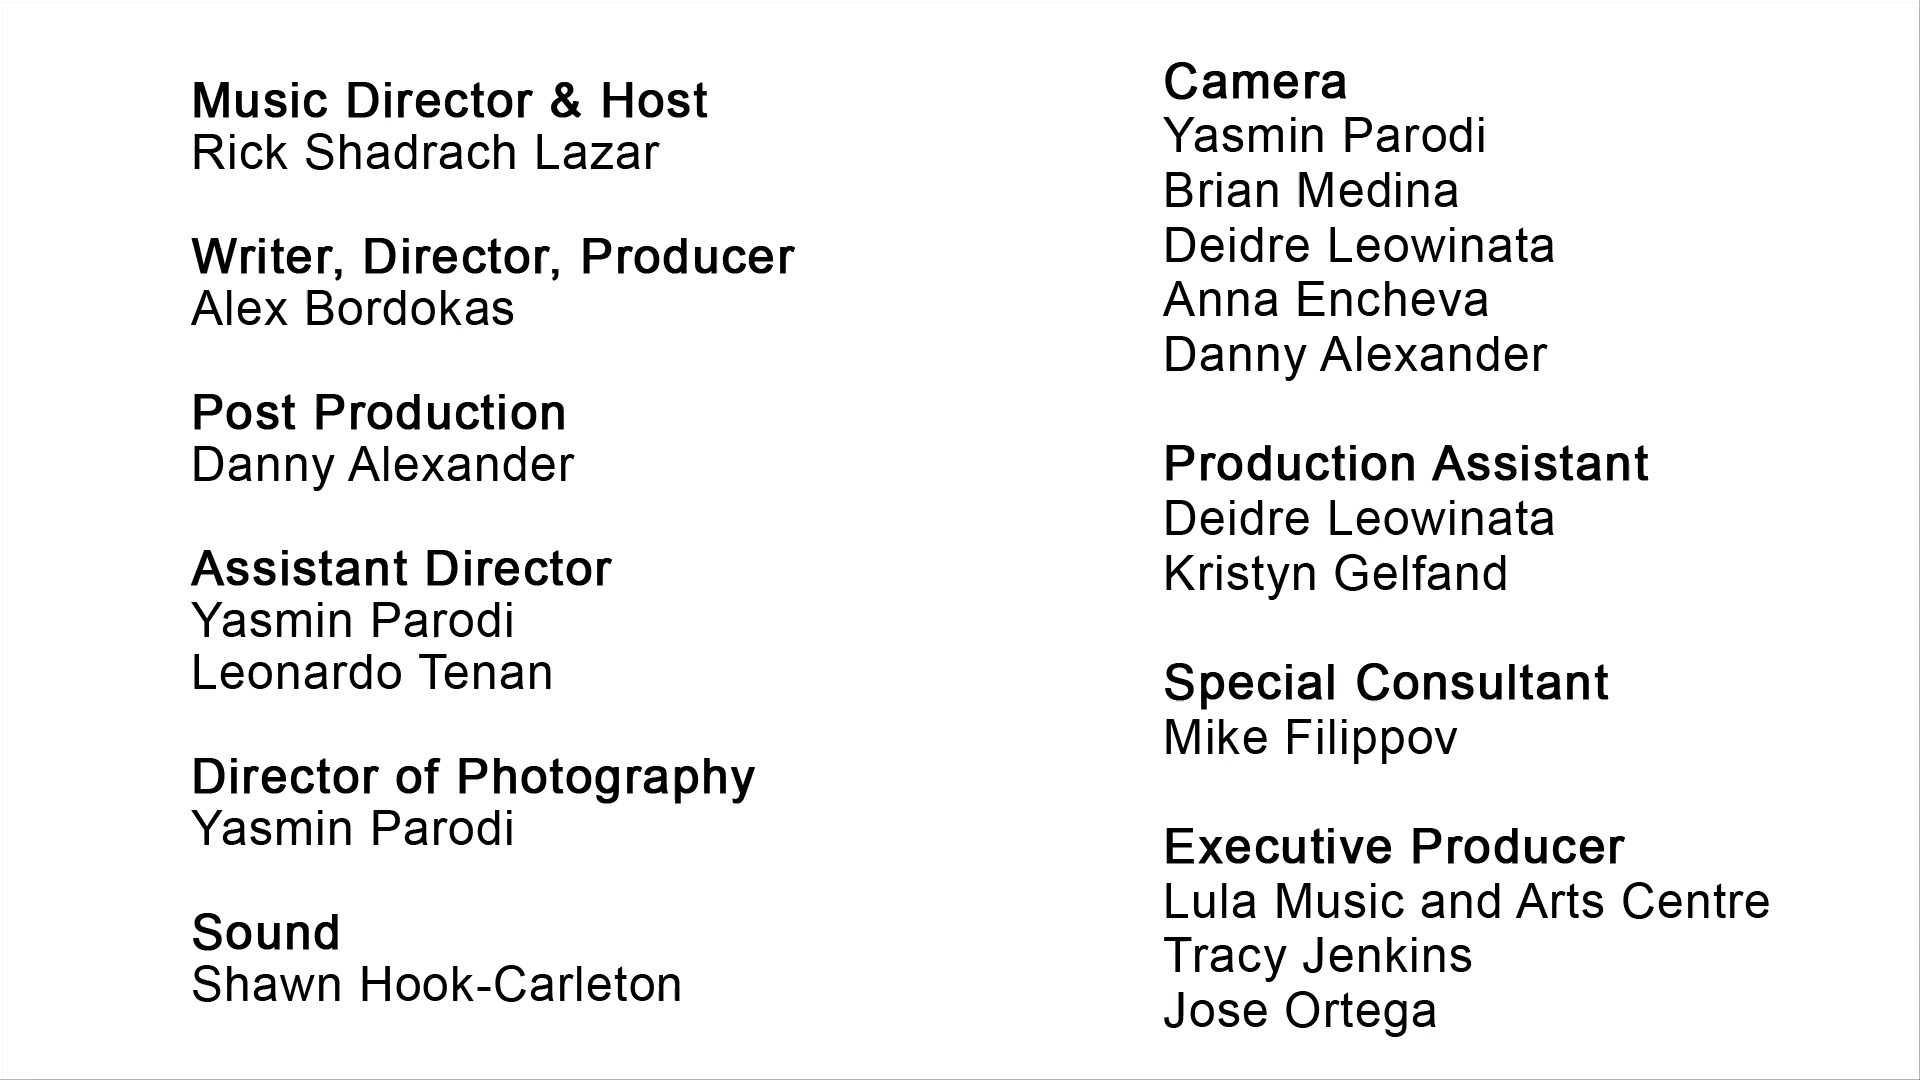 Music Director & Host
Rick Shadrach Lazar
Writer, Director, Producer
Alex Bordokas
Post Production
Danny Alexander
Assistant Director
Yasmin Parodi
Leonardo Tenan
Director of Photography
Yasmin Parodi
Sound
Shawn Hook-Carleton
Camera
Yasmin Parodi
Brian Medina
Deidre Leowinata
Anna Encheva
Danny Alexander
Production Assistant
Deidre Leowinata
Kristyn Gelfand
Special Consultant
Mike Filippov
Executive Producer
Lula Music and Arts Centre
Tracy Jenkins
Jose Ortega